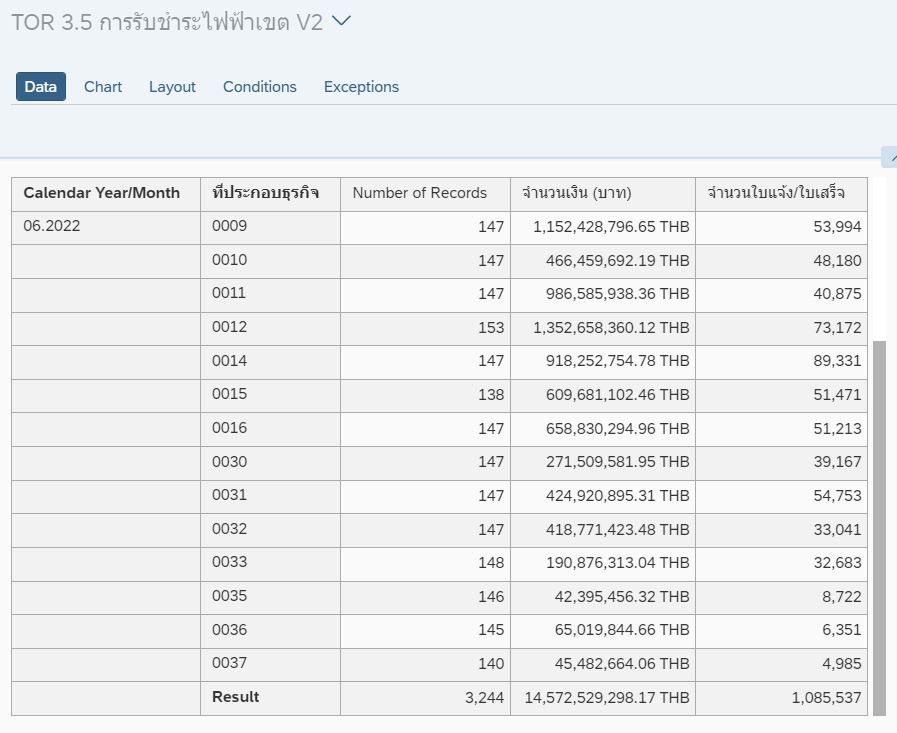 TOR 3.5 การรับชำระไฟฟ้าเขต V2
Data Chart Layout Conditions Exceptions
Calendar Year/Month ที่ประกอบธุรกิจ Number of Records จำนวนเงิน (บาท) จำนวนใบแจ้ง/ใบเสร็จ
06.2022 0009 147 1,152,428,796.65 THB 53,994
0010 147 466,459,692.19 THB 48,180
0011 147 986,585,938.36 THB 40,875
0012 153 1,352,658,360.12 THB 73,172
0014 147 918,252,754.78 THB 89,331
0015 138 609,681,102.46 THB 51,471
0016 147 658,830,294.96 THB 51,213
0030 147 271,509,581.95 THB 39,167
0031 147 424,920,895.31 THB 54,753
0032 147 418,771,423.48 THB 33,041
0033 148 190,876,313.04 THB 32,683
0035 146 42,395,456.32 THB 8,722
0036 145 65,019,844.66 THB 6,351
0037 140 45,482,664.06 THB 4,985
Result 3,244 14,572,529,298.17 THB 1,085,537